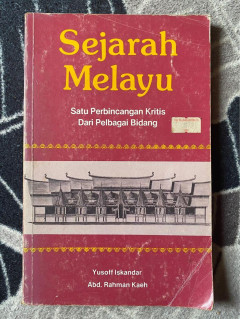 Sejarah
Melayu
Satu Perbincangan Kritis
Dari Pelbagai Bidang
Yusoff Iskandar
Abd. Rahman Kaeh